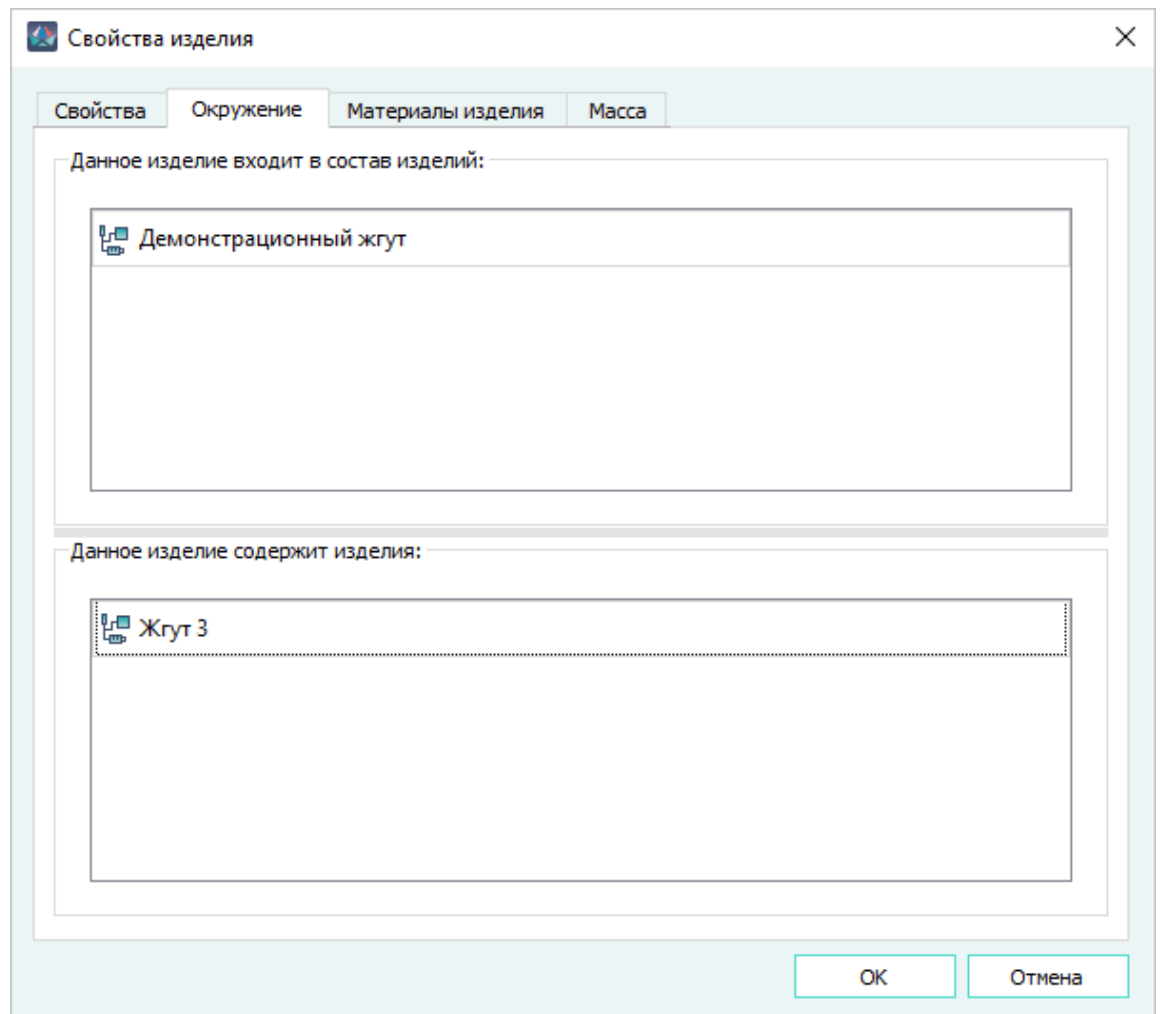 Свойства изделия
Свойства Окружение Материалы изделия Масса
Данное изделие входит в состав изделий:
Демонстрационный жгут
Данное изделие содержит изделия:
Жгут 3
OK Отмена